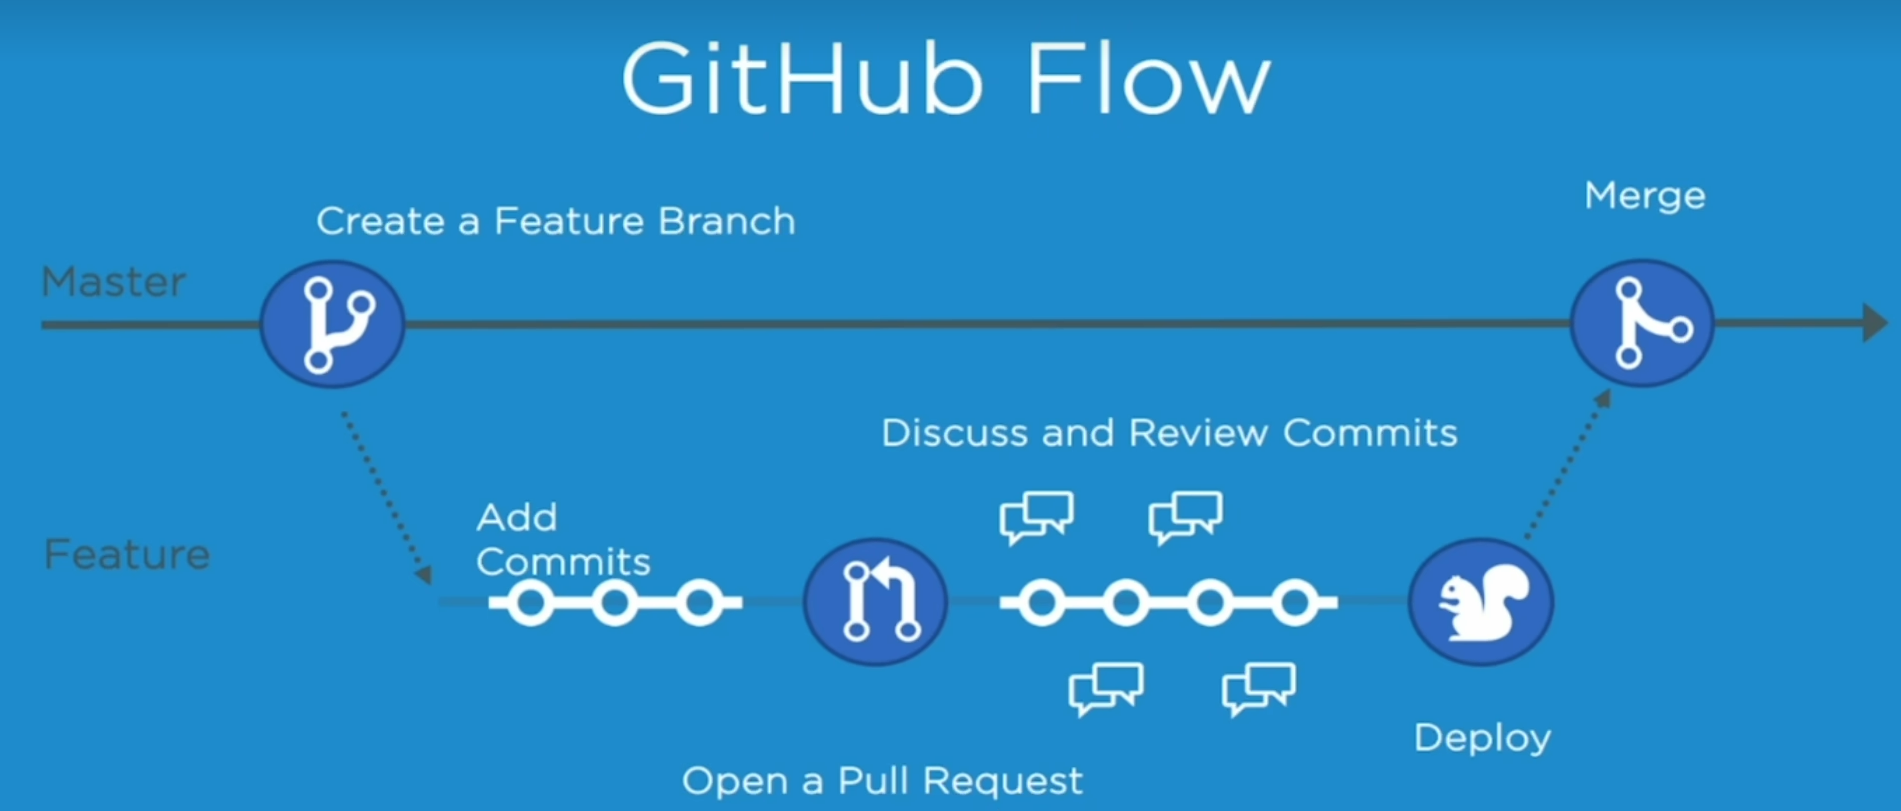 GitHub Flow
Merge
Create a Feature Branch
Master
Discuss and Review Commits
Add
Commits
Feature
Deploy
Open a Pull Request